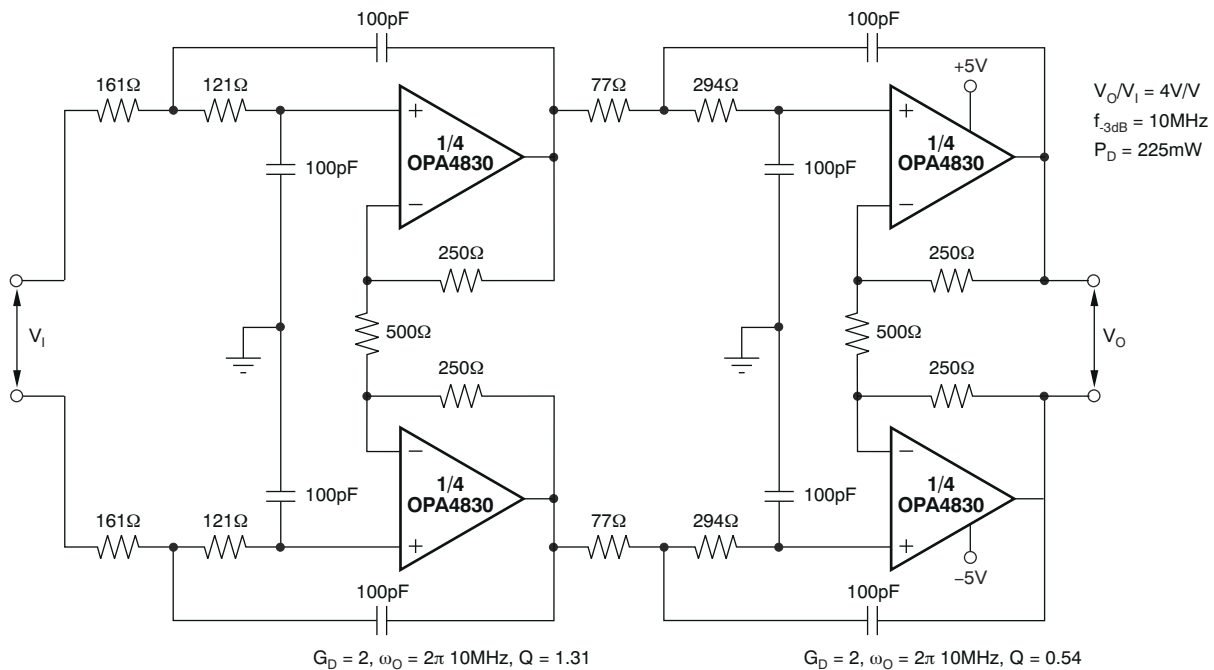 100pF
100pF
161Ω
121Ω
77Ω
294Ω
+5V
V_O/V_I = 4V/V
f_-3dB = 10MHz
P_D = 225mW
+
1/4
OPA4830
−
100pF
+
1/4
OPA4830
−
100pF
250Ω
250Ω
V_I
500Ω
500Ω
V_O
250Ω
250Ω
−
1/4
OPA4830
+
100pF
−
1/4
OPA4830
+
100pF
161Ω
121Ω
77Ω
294Ω
−5V
100pF
100pF
G_D = 2, ω_O = 2π 10MHz, Q = 1.31
G_D = 2, ω_O = 2π 10MHz, Q = 0.54